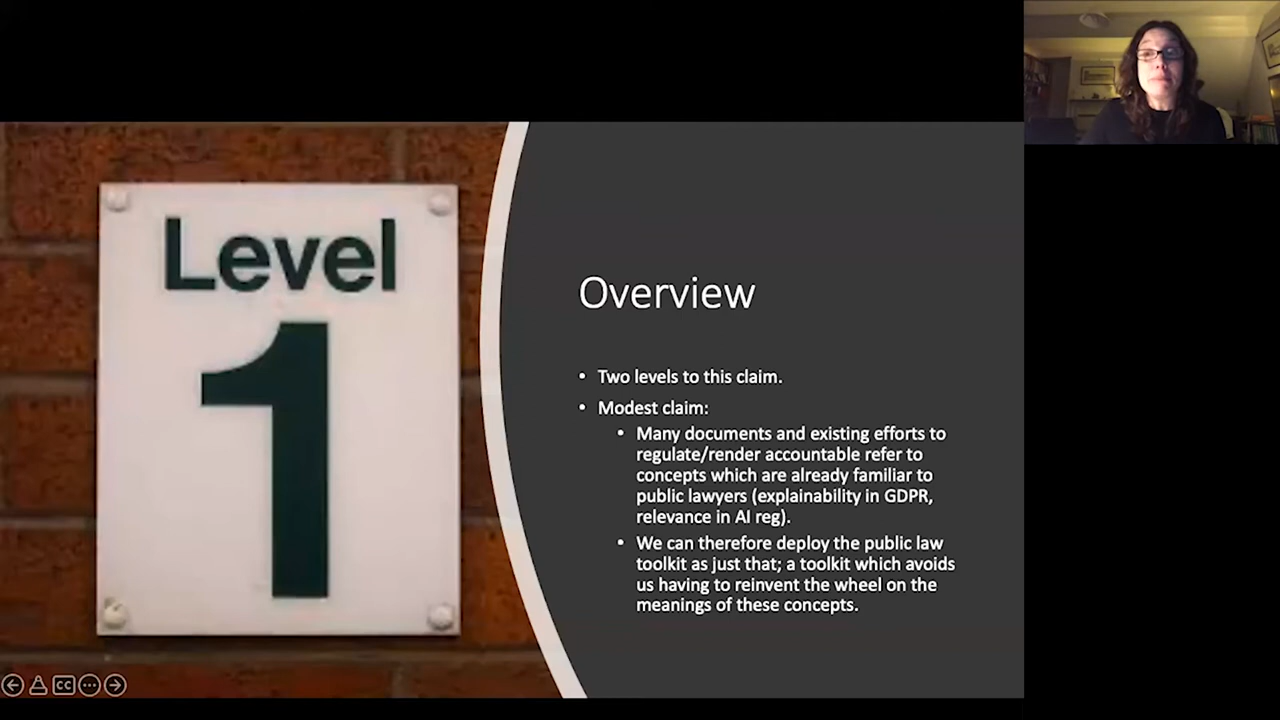 Level
1
Overview
• Two levels to this claim.
• Modest claim:
• Many documents and existing efforts to
regulate/render accountable refer to
concepts which are already familiar to
public lawyers (explainability in GDPR,
relevance in AI reg).
• We can therefore deploy the public law
toolkit as just that; a toolkit which avoids
us having to reinvent the wheel on the
meanings of these concepts.
CC